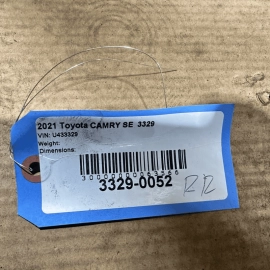 2021 Toyota CAMRY SE 3329
VIN: U433329
Weight:
Dimensions:
3329-0052